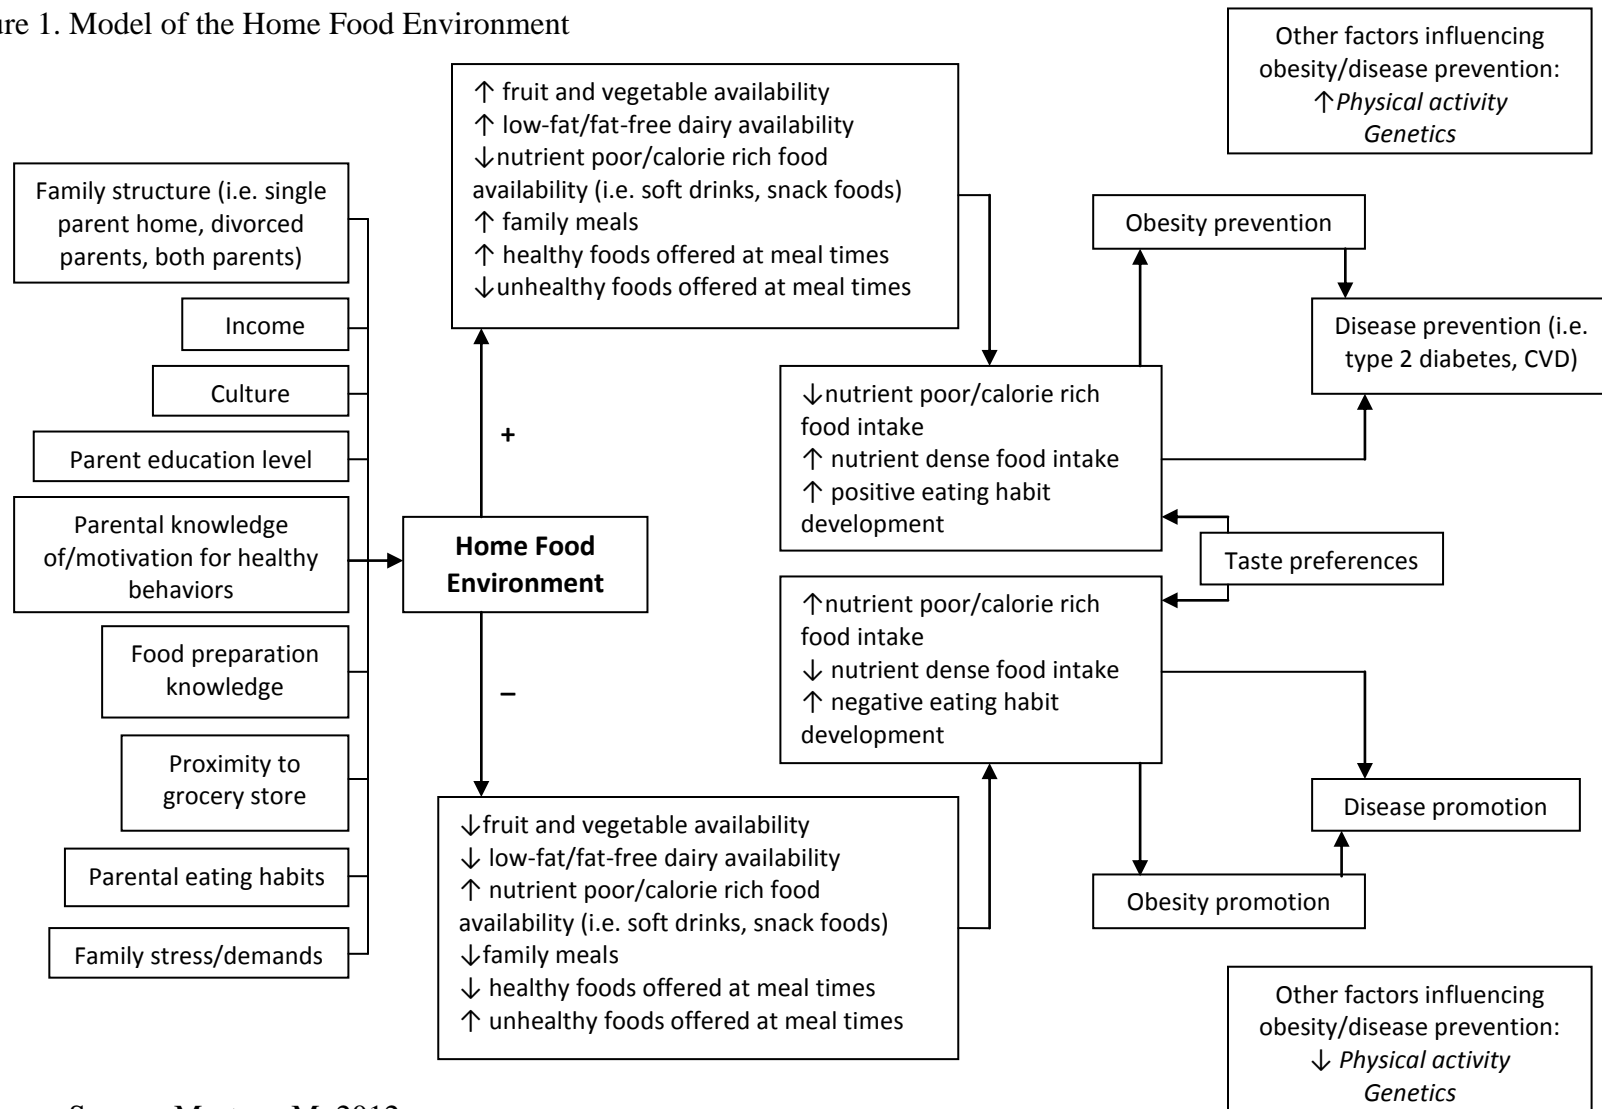 ure 1. Model of the Home Food Environment
Other factors influencing
obesity/disease prevention:
↑Physical activity
Genetics
↑ fruit and vegetable availability
↑ low-fat/fat-free dairy availability
↓nutrient poor/calorie rich food
availability (i.e. soft drinks, snack foods)
↑ family meals
↑ healthy foods offered at meal times
↓unhealthy foods offered at meal times
Family structure (i.e. single
parent home, divorced
parents, both parents)
Income
Culture
Parent education level
Parental knowledge
of/motivation for healthy
behaviors
Food preparation
knowledge
Proximity to
grocery store
Parental eating habits
Family stress/demands
+
Home Food
Environment
–
Obesity prevention
Disease prevention (i.e.
type 2 diabetes, CVD)
↓nutrient poor/calorie rich
food intake
↑ nutrient dense food intake
↑ positive eating habit
development
Taste preferences
↑nutrient poor/calorie rich
food intake
↓ nutrient dense food intake
↑ negative eating habit
development
Disease promotion
Obesity promotion
↓fruit and vegetable availability
↓ low-fat/fat-free dairy availability
↑ nutrient poor/calorie rich food
availability (i.e. soft drinks, snack foods)
↓family meals
↓ healthy foods offered at meal times
↑ unhealthy foods offered at meal times
Other factors influencing
obesity/disease prevention:
↓ Physical activity
Genetics
M, 2012